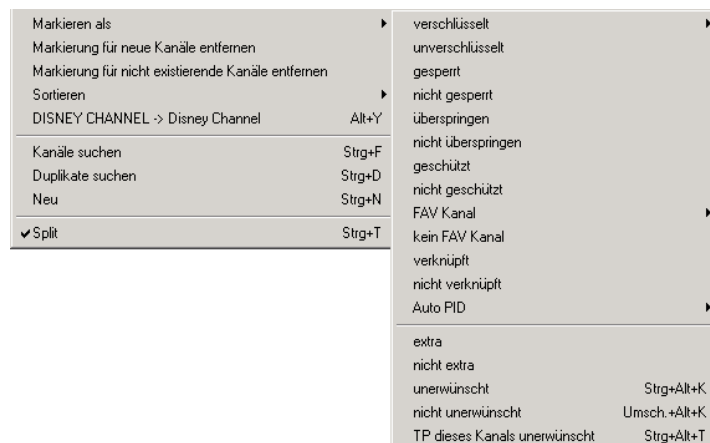 Markieren als
Markierung für neue Kanäle entfernen
Markierung für nicht existierende Kanäle entfernen
Sortieren
DISNEY CHANNEL -> Disney Channel Alt+Y
Kanäle suchen Strg+F
Duplikate suchen Strg+D
Neu Strg+N
Split Strg+T
verschlüsselt
unverschlüsselt
gesperrt
nicht gesperrt
überspringen
nicht überspringen
geschützt
nicht geschützt
FAV Kanal
kein FAV Kanal
verknüpft
nicht verknüpft
Auto PID
extra
nicht extra
unerwünscht Strg+Alt+K
nicht unerwünscht Umsch.+Alt+K
TP dieses Kanals unerwünscht Strg+Alt+T